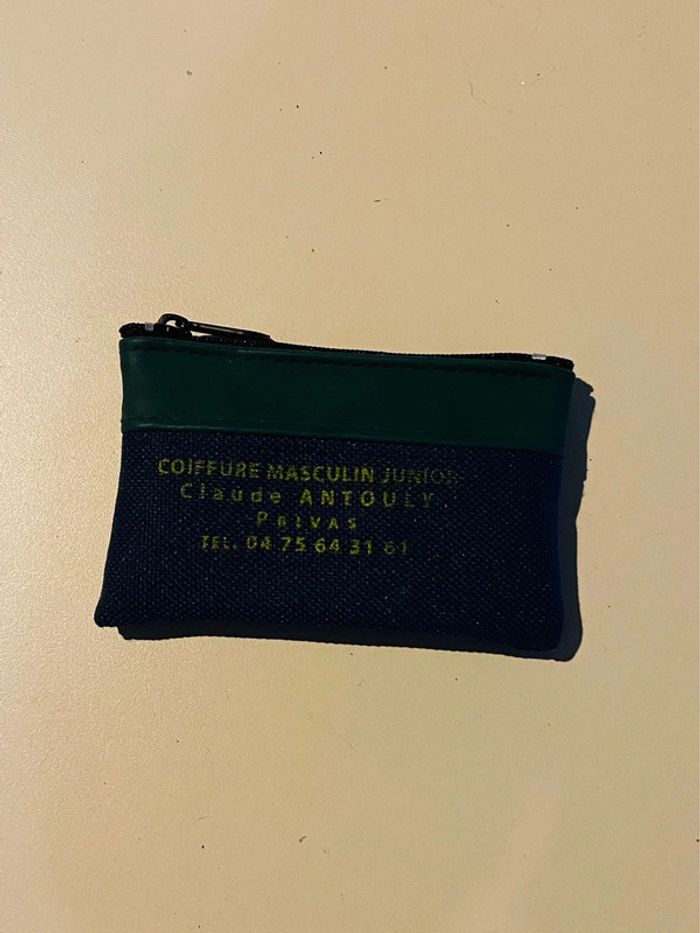 COIFFURE MASCULIN JUNIOR
Claude ANTOULY
PRIVAS
TEL. 04 75 64 31 61